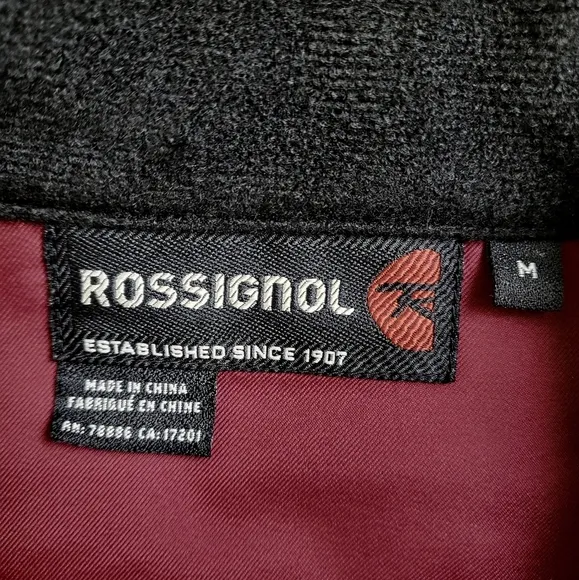 ROSSIGNOL
ESTABLISHED SINCE 1907
M
MADE IN CHINA
FABRIQUÉ EN CHINE
RN: 78886 CA: 17201